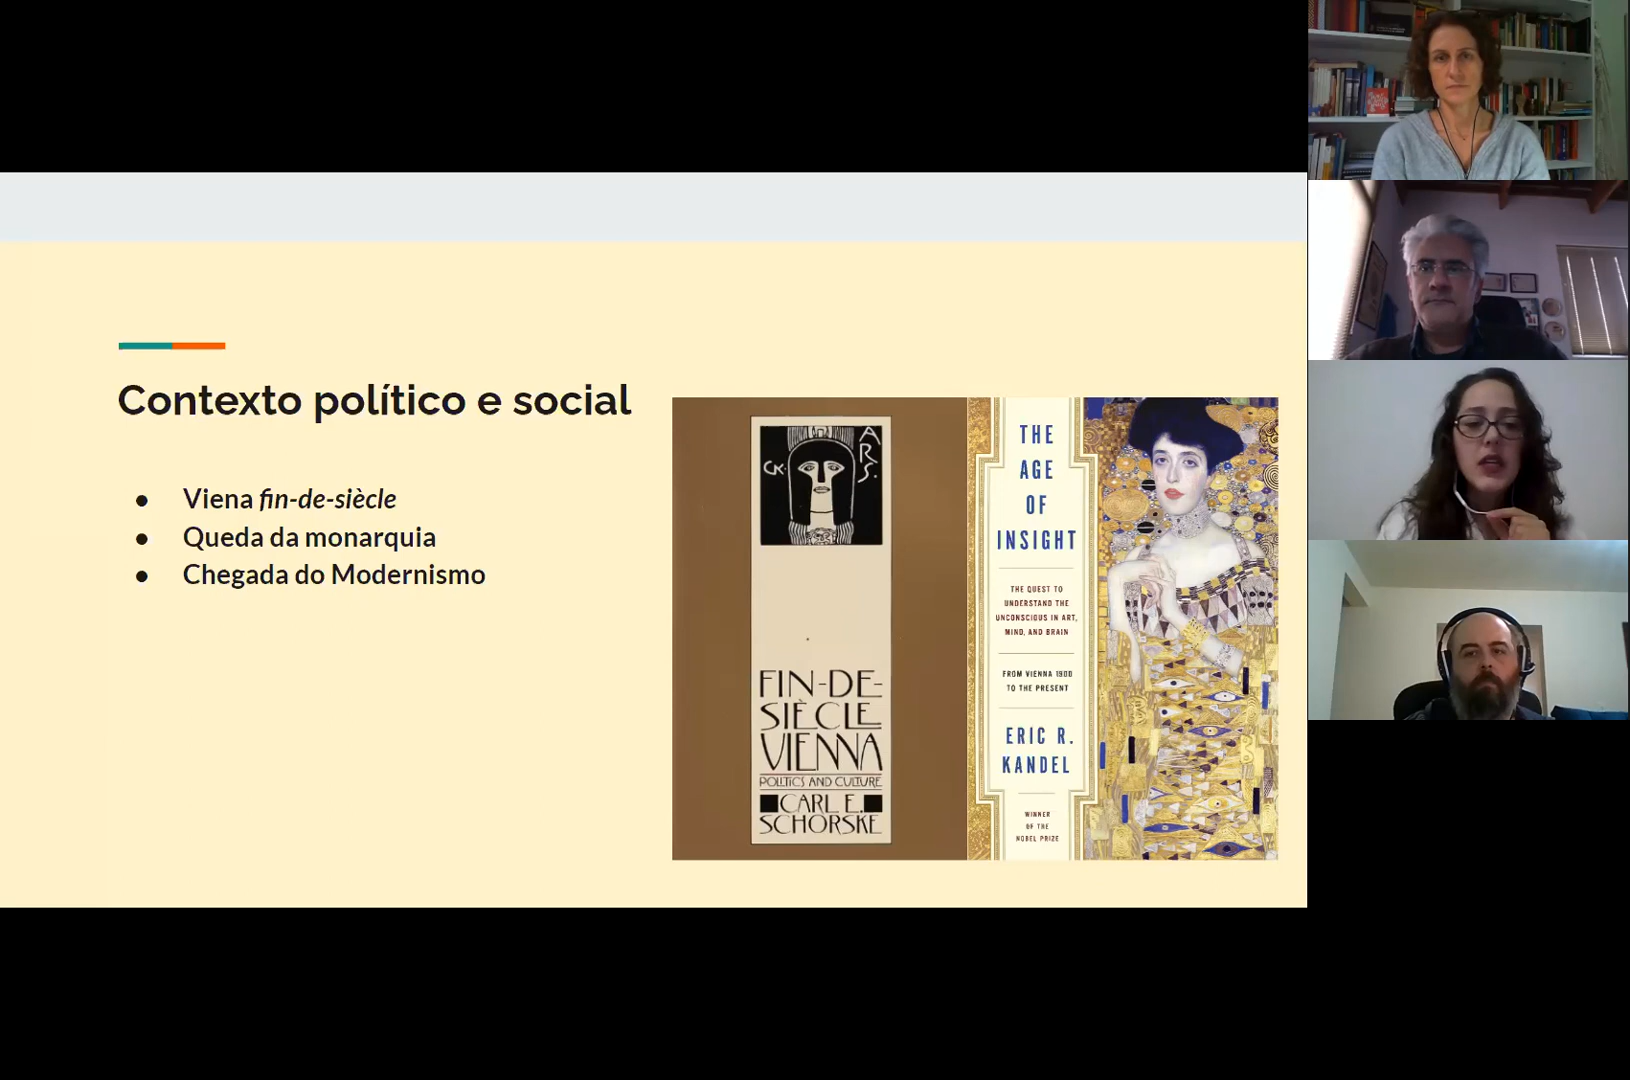 Contexto político e social
● Viena fin-de-siècle
● Queda da monarquia
● Chegada do Modernismo
ARS.
GK.
FIN-DE-
SIÈCLE
VIENNA
POLITICS AND CULTURE
CARL E.
SCHORSKE
THE
AGE
OF
INSIGHT
THE QUEST TO
UNDERSTAND THE
UNCONSCIOUS IN ART,
MIND, AND BRAIN
FROM VIENNA 1900
TO THE PRESENT
ERIC R.
KANDEL
WINNER
OF THE
NOBEL PRIZE